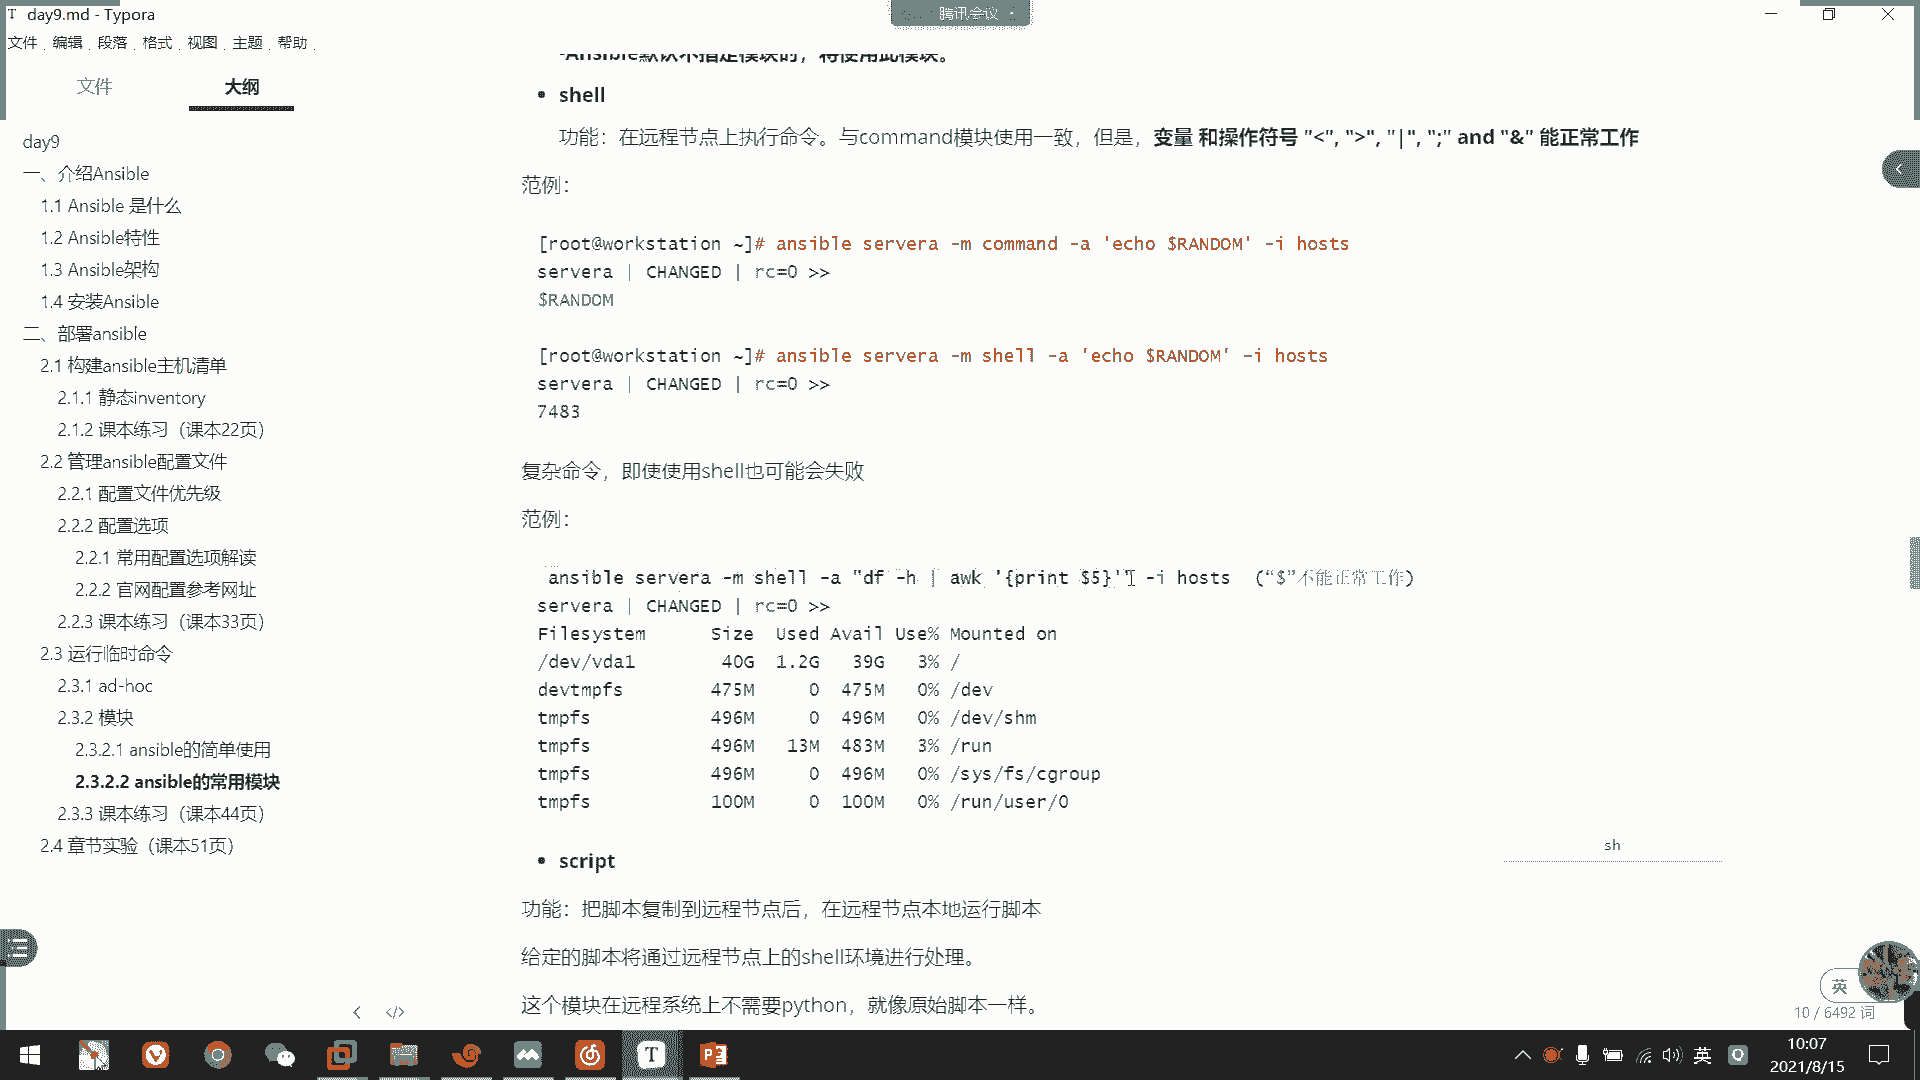 day9.md - Typora
腾讯会议
文件 编辑 段落 格式 视图 主题 帮助
文件
大纲
day9
一、介绍Ansible
1.1 Ansible 是什么
1.2 Ansible特性
1.3 Ansible架构
1.4 安装Ansible
二、部署ansible
2.1 构建ansible主机清单
2.1.1 静态inventory
2.1.2 课本练习（课本22页）
2.2 管理ansible配置文件
2.2.1 配置文件优先级
2.2.2 配置选项
2.2.1 常用配置选项解读
2.2.2 官网配置参考网址
2.2.3 课本练习（课本33页）
2.3 运行临时命令
2.3.1 ad-hoc
2.3.2 模块
2.3.2.1 ansible的简单使用
2.3.2.2 ansible的常用模块
2.3.3 课本练习（课本44页）
2.4 章节实验（课本51页）
-Ansible默认不指定模块时，将使用此模块。
• shell
功能：在远程节点上执行命令。与command模块使用一致，但是，变量 和操作符号 "<", ">", "|", ";" and "&" 能正常工作
范例：
[root@workstation ~]# ansible servera -m command -a 'echo $RANDOM' -i hosts
servera | CHANGED | rc=0 >>
$RANDOM
[root@workstation ~]# ansible servera -m shell -a 'echo $RANDOM' -i hosts
servera | CHANGED | rc=0 >>
7483
复杂命令，即使使用shell也可能会失败
范例：
ansible servera -m shell -a "df -h | awk '{print $5}'" -i hosts （“$”不能正常工作）
servera | CHANGED | rc=0 >>
Filesystem Size Used Avail Use% Mounted on
/dev/vda1 40G 1.2G 39G 3% /
devtmpfs 475M 0 475M 0% /dev
tmpfs 496M 0 496M 0% /dev/shm
tmpfs 496M 13M 483M 3% /run
tmpfs 496M 0 496M 0% /sys/fs/cgroup
tmpfs 100M 0 100M 0% /run/user/0
sh
• script
功能：把脚本复制到远程节点后，在远程节点本地运行脚本
给定的脚本将通过远程节点上的shell环境进行处理。
这个模块在远程系统上不需要python，就像原始脚本一样。
英
10 / 6492 词
英
10:07
2021/8/15